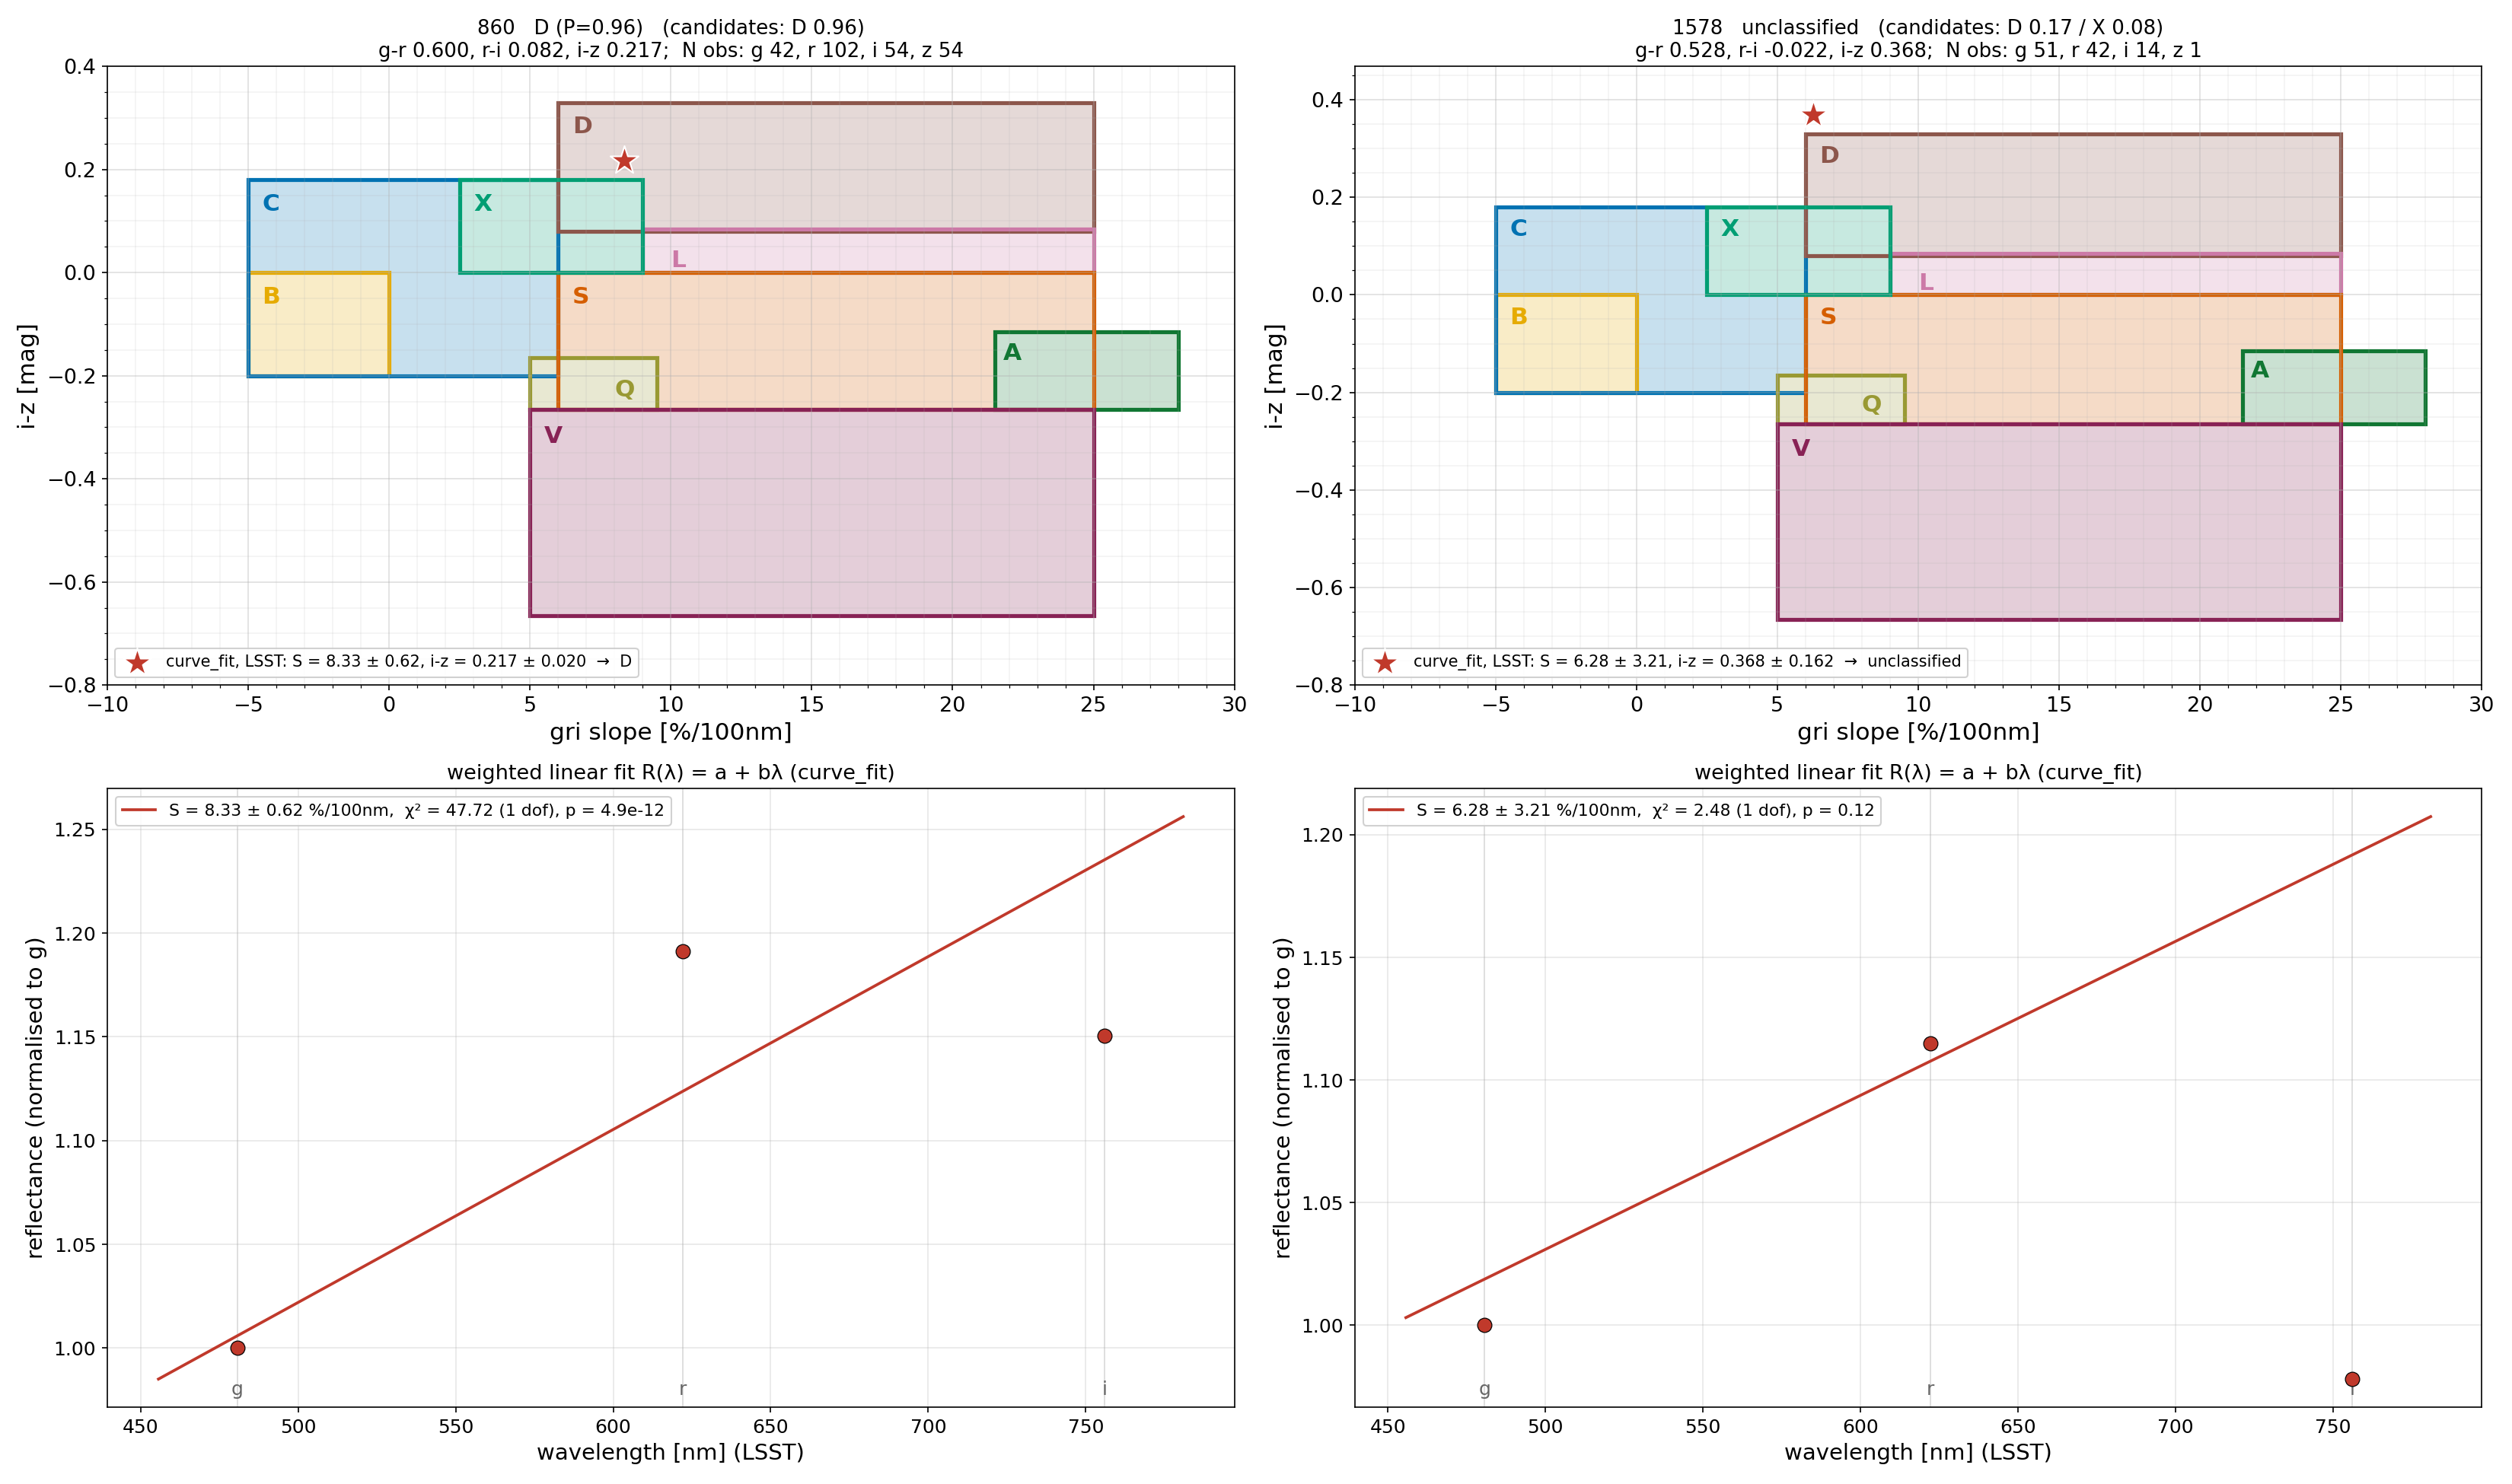 860   D (P=0.96)   (candidates: D 0.96)
g-r 0.600, r-i 0.082, i-z 0.217;  N obs: g 42, r 102, i 54, z 54
0.4
0.2
0.0
−0.2
−0.4
−0.6
−0.8
i-z [mag]
D
C
X
L
B
S
A
Q
V
curve_fit, LSST: S = 8.33 ± 0.62, i-z = 0.217 ± 0.020  →  D
−10
−5
0
5
10
15
20
25
30
gri slope [%/100nm]
1578   unclassified   (candidates: D 0.17 / X 0.08)
g-r 0.528, r-i -0.022, i-z 0.368;  N obs: g 51, r 42, i 14, z 1
0.4
0.2
0.0
−0.2
−0.4
−0.6
−0.8
i-z [mag]
D
C
X
L
B
S
A
Q
V
curve_fit, LSST: S = 6.28 ± 3.21, i-z = 0.368 ± 0.162  →  unclassified
−10
−5
0
5
10
15
20
25
30
gri slope [%/100nm]
weighted linear fit R(λ) = a + bλ (curve_fit)
S = 8.33 ± 0.62 %/100nm,  χ² = 47.72 (1 dof), p = 4.9e-12
1.25
1.20
1.15
1.10
1.05
1.00
reflectance (normalised to g)
g
r
i
450
500
550
600
650
700
750
wavelength [nm] (LSST)
weighted linear fit R(λ) = a + bλ (curve_fit)
S = 6.28 ± 3.21 %/100nm,  χ² = 2.48 (1 dof), p = 0.12
1.20
1.15
1.10
1.05
1.00
reflectance (normalised to g)
g
r
450
500
550
600
650
700
750
wavelength [nm] (LSST)